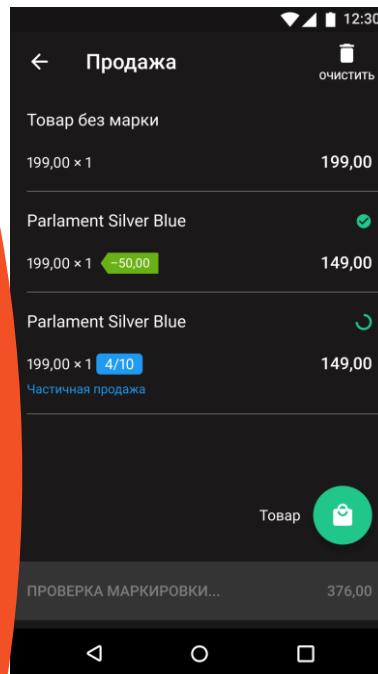 12:30
Продажа
очистить
Товар без марки
199,00 × 1 199,00
Parlament Silver Blue
199,00 × 1 −50,00 149,00
Parlament Silver Blue
199,00 × 1 4/10 149,00
Частичная продажа
Товар
ПРОВЕРКА МАРКИРОВКИ... 376,00